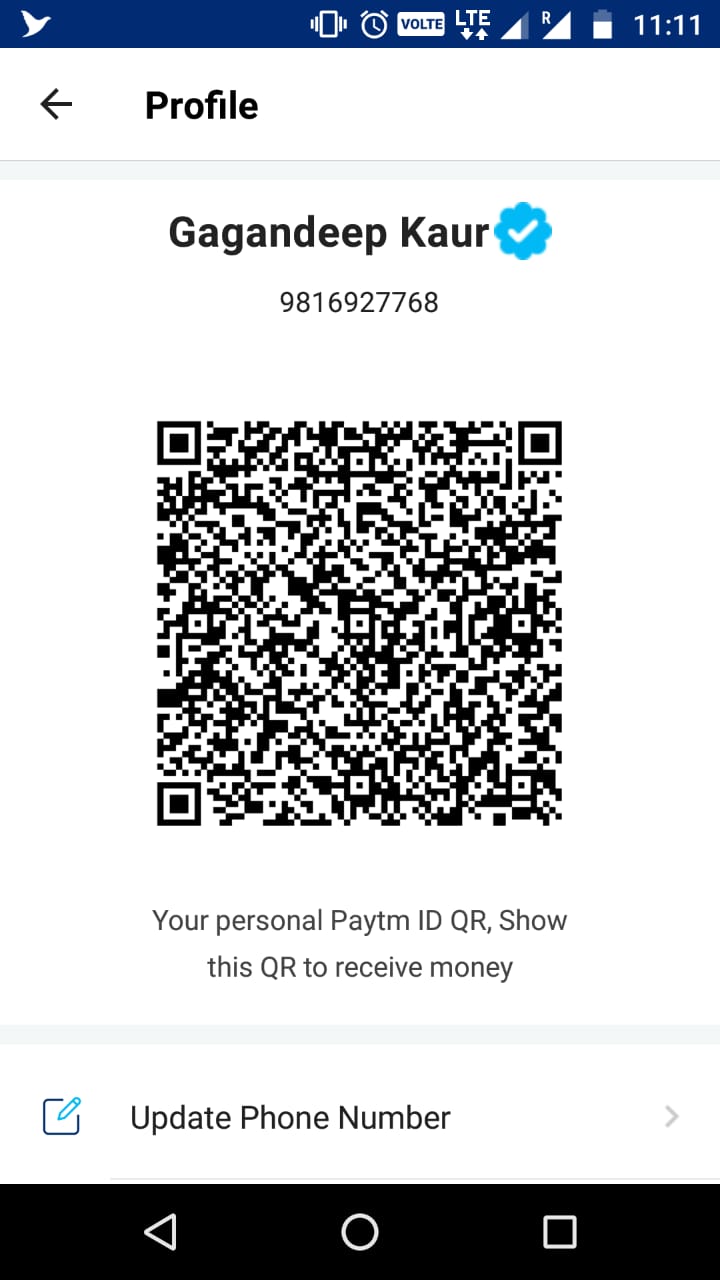 VOLTE LTE R 11:11
Profile
Gagandeep Kaur
9816927768
Your personal Paytm ID QR, Show
this QR to receive money
Update Phone Number